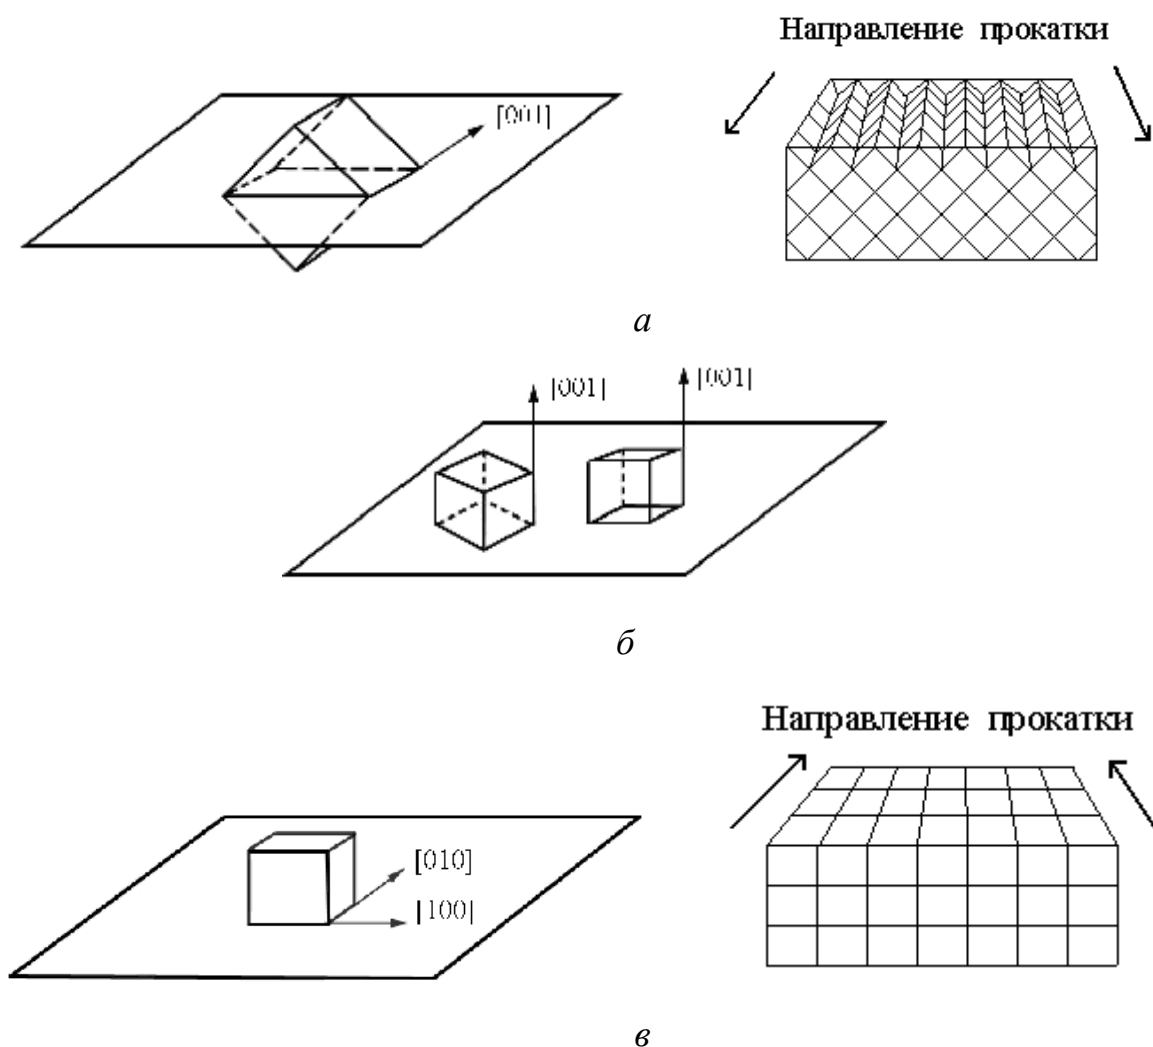 Направление прокатки
[001]
а
[001]
[001]
б
Направление прокатки
[010]
[100]
в